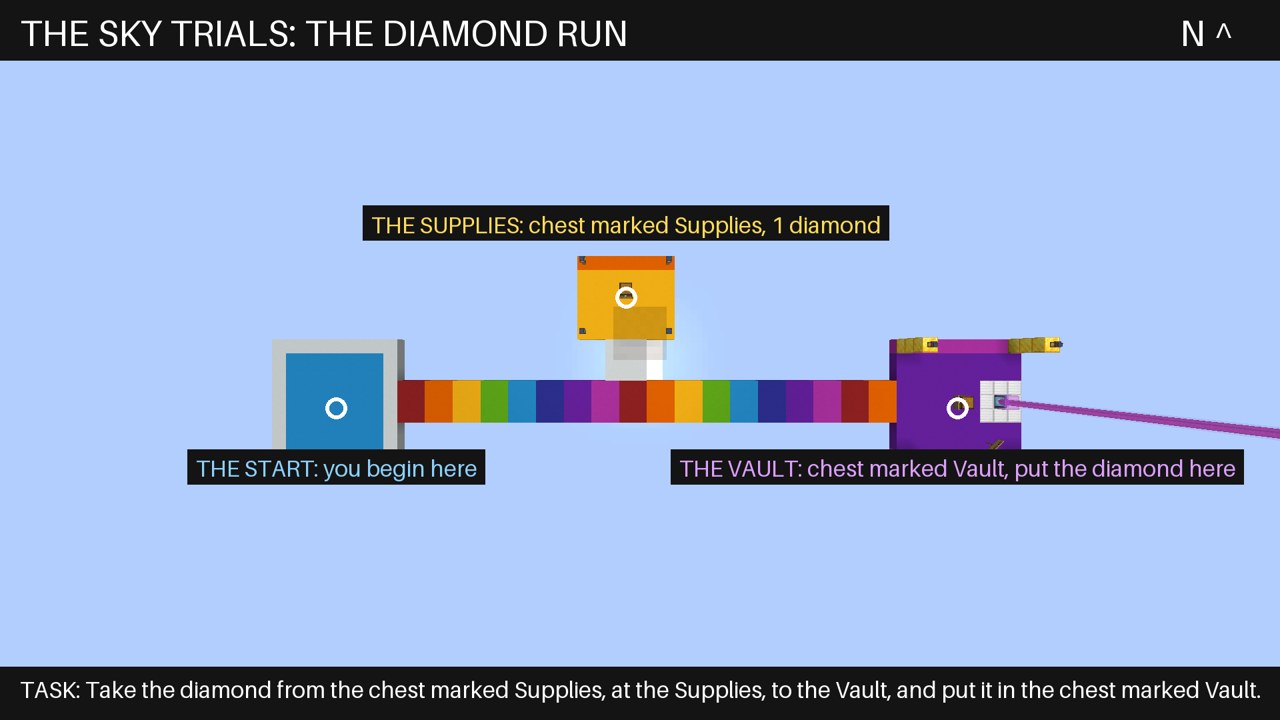 THE SKY TRIALS: THE DIAMOND RUN
N ^
THE SUPPLIES: chest marked Supplies, 1 diamond
THE START: you begin here
THE VAULT: chest marked Vault, put the diamond here
TASK: Take the diamond from the chest marked Supplies, at the Supplies, to the Vault, and put it in the chest marked Vault.